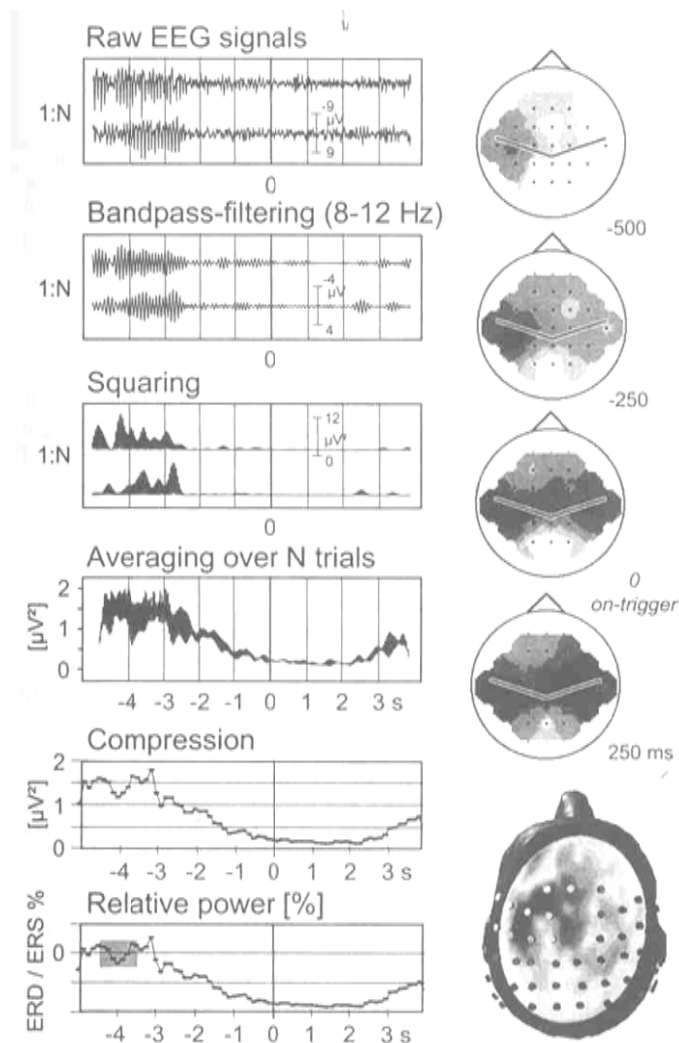 Raw EEG signals
1:N
-9
µV
9
0
Bandpass-filtering (8-12 Hz)
1:N
-4
µV
4
0
Squaring
1:N
12
µV²
0
0
Averaging over N trials
[µV²]
2
1
0
-4 -3 -2 -1 0 1 2 3 s
Compression
[µV²]
2
1
0
-4 -3 -2 -1 0 1 2 3 s
Relative power [%]
ERD / ERS %
0
-4 -3 -2 -1 0 1 2 3 s
-500
-250
0
on-trigger
250 ms